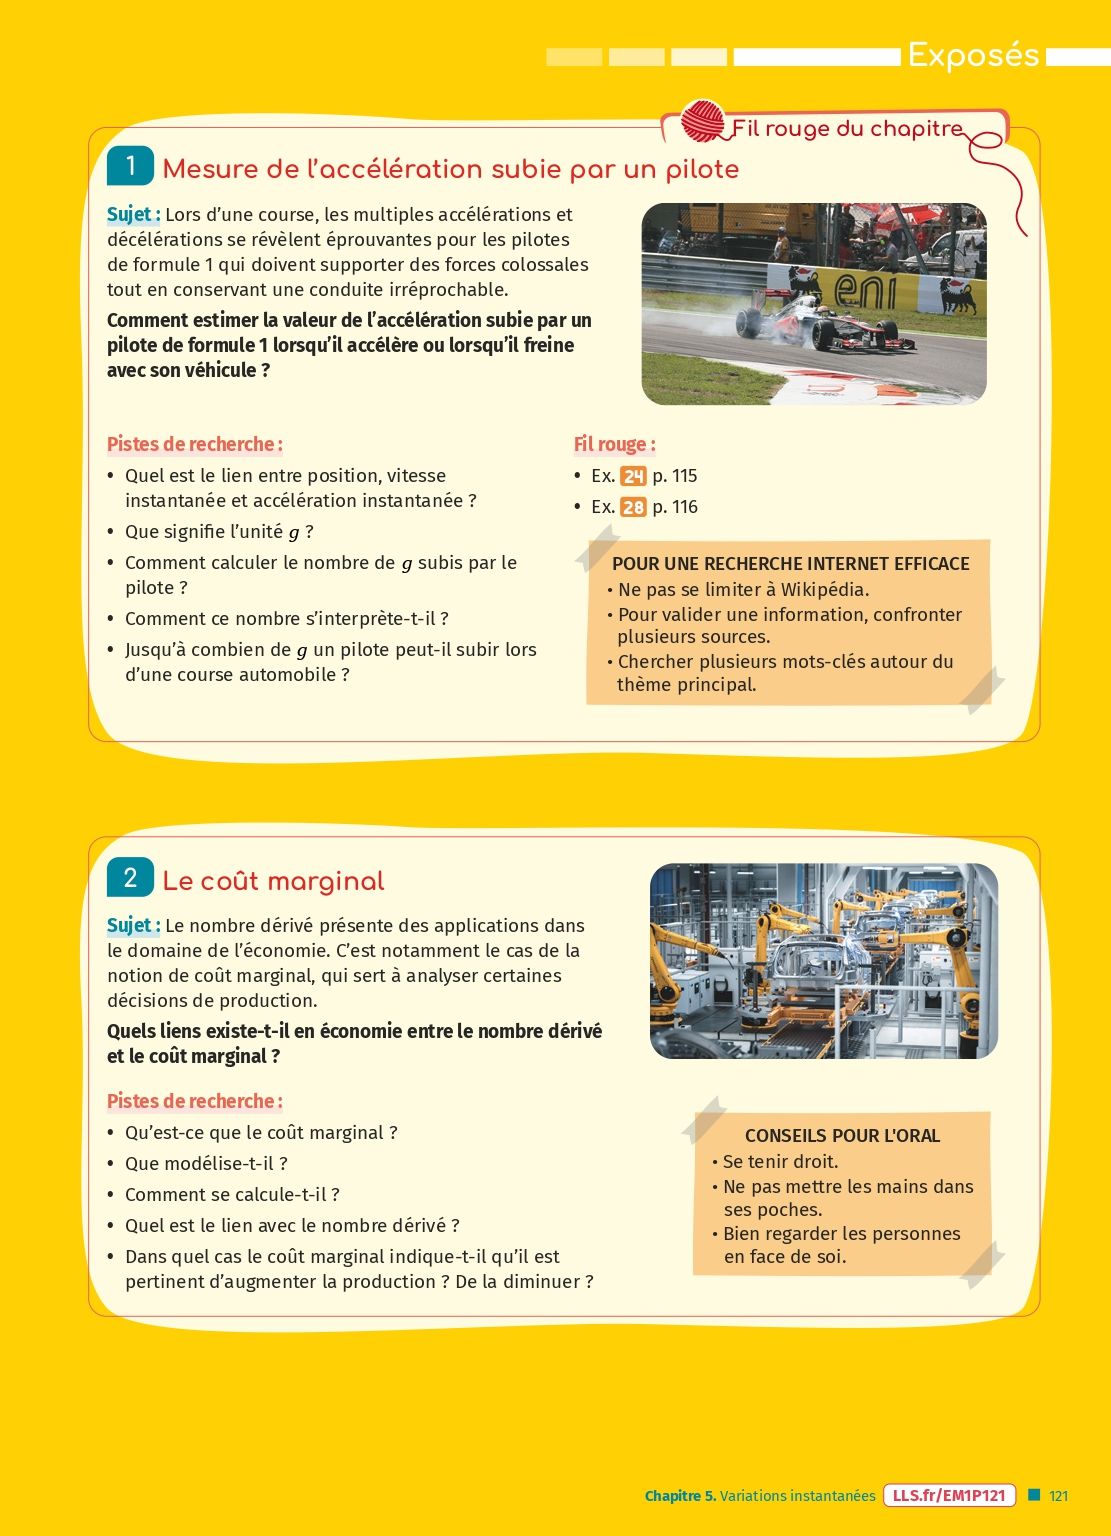 Exposés
Fil rouge du chapitre
1 Mesure de l’accélération subie par un pilote
Sujet : Lors d’une course, les multiples accélérations et
décélérations se révèlent éprouvantes pour les pilotes
de formule 1 qui doivent supporter des forces colossales
tout en conservant une conduite irréprochable.
Comment estimer la valeur de l’accélération subie par un
pilote de formule 1 lorsqu’il accélère ou lorsqu’il freine
avec son véhicule ?
eni
Pistes de recherche :
• Quel est le lien entre position, vitesse
instantanée et accélération instantanée ?
• Que signifie l’unité g ?
• Comment calculer le nombre de g subis par le
pilote ?
• Comment ce nombre s’interprète-t-il ?
• Jusqu’à combien de g un pilote peut-il subir lors
d’une course automobile ?
Fil rouge :
• Ex. 24 p. 115
• Ex. 28 p. 116
POUR UNE RECHERCHE INTERNET EFFICACE
• Ne pas se limiter à Wikipédia.
• Pour valider une information, confronter
plusieurs sources.
• Chercher plusieurs mots-clés autour du
thème principal.
2 Le coût marginal
Sujet : Le nombre dérivé présente des applications dans
le domaine de l’économie. C’est notamment le cas de la
notion de coût marginal, qui sert à analyser certaines
décisions de production.
Quels liens existe-t-il en économie entre le nombre dérivé
et le coût marginal ?
Pistes de recherche :
• Qu’est-ce que le coût marginal ?
• Que modélise-t-il ?
• Comment se calcule-t-il ?
• Quel est le lien avec le nombre dérivé ?
• Dans quel cas le coût marginal indique-t-il qu’il est
pertinent d’augmenter la production ? De la diminuer ?
CONSEILS POUR L'ORAL
• Se tenir droit.
• Ne pas mettre les mains dans
ses poches.
• Bien regarder les personnes
en face de soi.
Chapitre 5. Variations instantanées LLS.fr/EM1P121 121